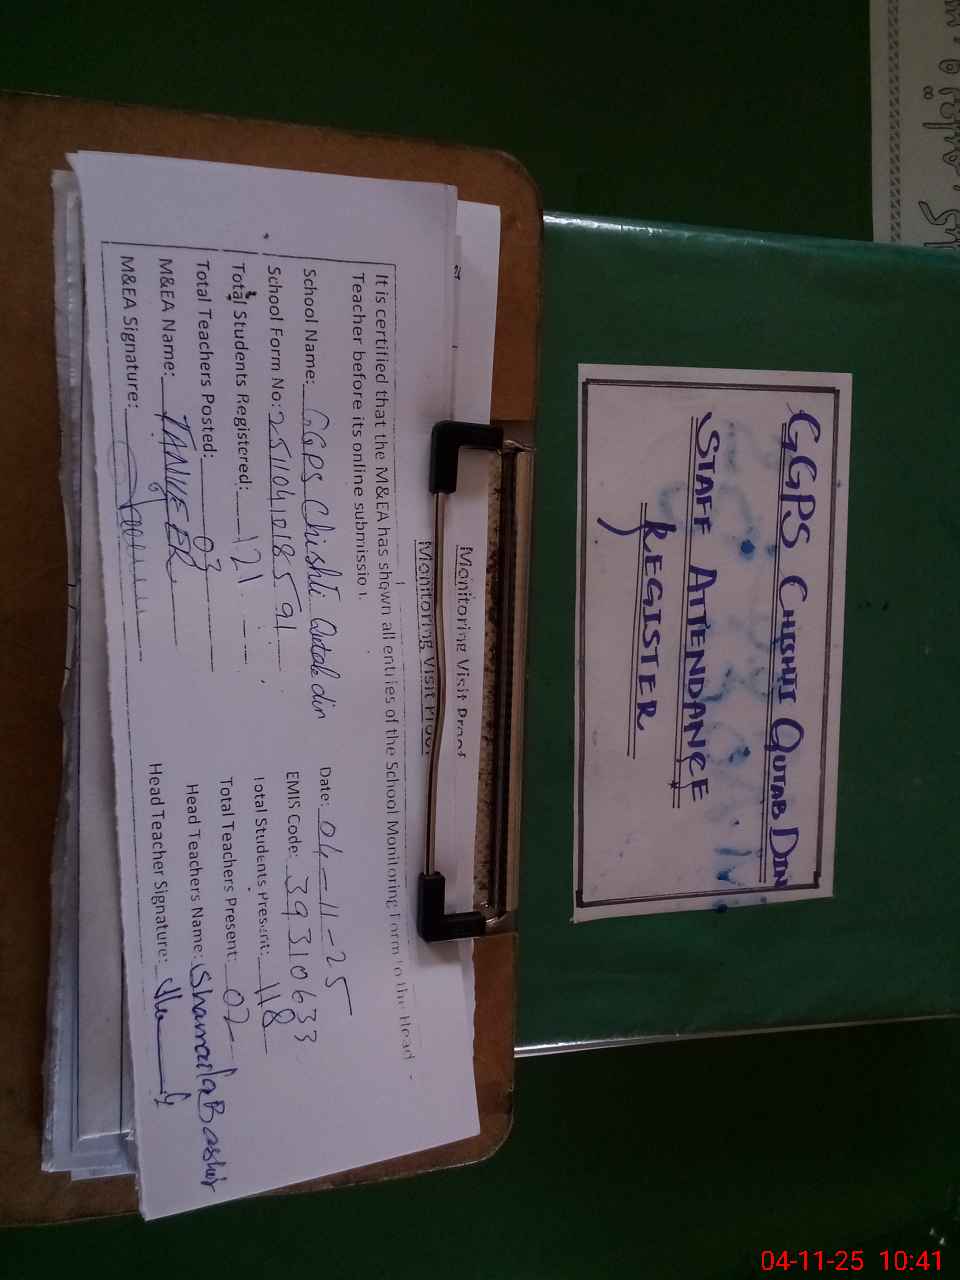 GGPS CHISHTI QUTAB DIN
STAFF ATTENDANCE
REGISTER
Monitoring Visit Proof
Monitoring Visit Proof
It is certified that the M&EA has shown all entries of the School Monitoring Form to the Head
Teacher before its online submission.
School Name: GGPS Chishti Qutab din Date: 04-11-25
School Form No: 2511041018591 EMIS Code: 39310633
Total Students Registered: 121 Total Students Present: 118
Total Teachers Posted: 03 Total Teachers Present: 02
M&EA Name: TANVEER Head Teachers Name: Shamaila Bashir
M&EA Signature: Head Teacher Signature:
04-11-25 10:41